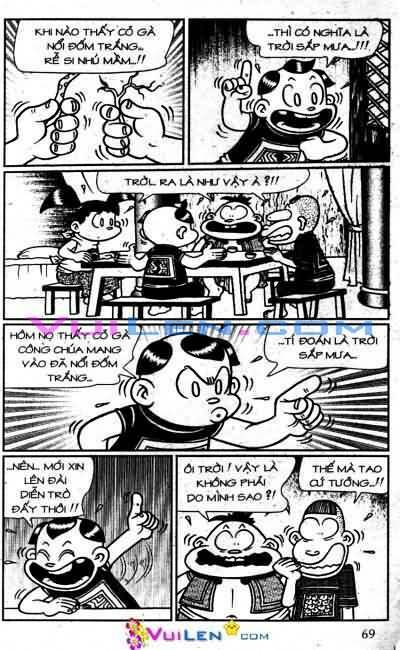 KHI NÀO THẤY CỎ GÀ
NỔI ĐỐM TRẮNG...
RỄ SI NHÚ MẦM...!!
...THÌ CÓ NGHĨA LÀ
TRỜI SẮP MƯA...!!!
TRỜI.. RA LÀ NHƯ VẬY À ?!!
VUILEN.COM
HÔM NỌ THẤY CỎ GÀ
CÔNG CHÚA MANG
VÀO ĐÃ NỔI ĐỐM
TRẮNG...
...TÍ ĐOÁN LÀ TRỜI
SẮP MƯA...
...NÊN.. MỚI XIN
LÊN ĐÀI
DIỄN TRÒ
ĐẤY THÔI !!
ÔI TRỜI ! VẬY LÀ
KHÔNG PHẢI
DO MÌNH SAO ?!
THẾ MÀ TAO
CỨ TƯỞNG..!!
69
VUILEN.COM